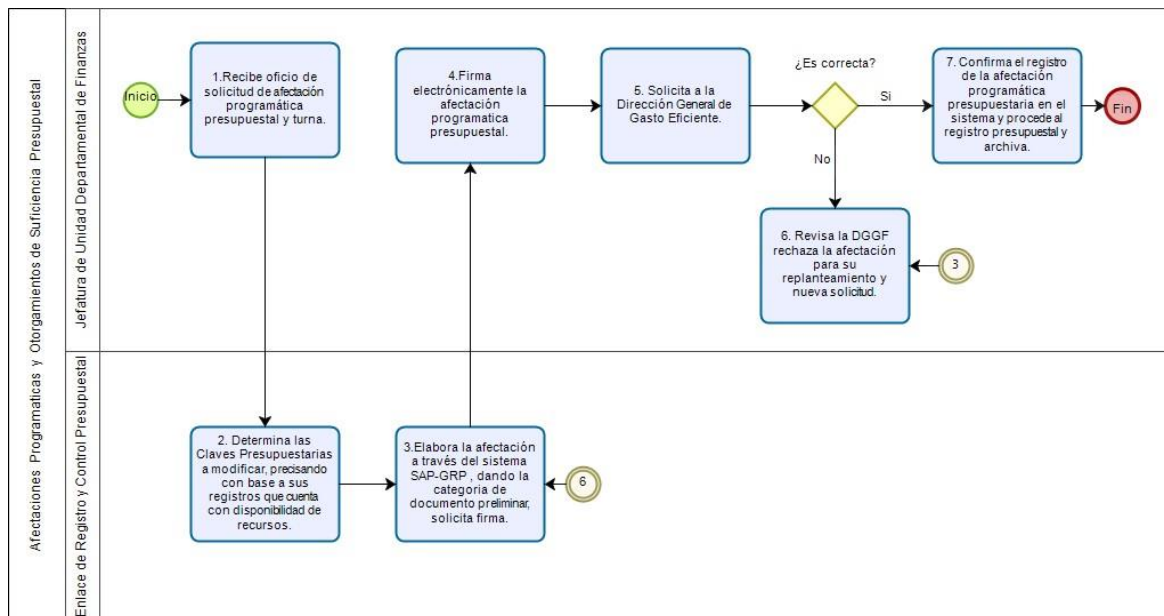 Afectaciones Programaticas y Otorgamientos de Suficiencia Presupuestal
Jefatura de Unidad Departamental de Finanzas
Inicio
1.Recibe oficio de
solicitud de afectación
programática
presupuestal y turna.
4.Firma
electrónicamente la
afectación
programatica
presupuestal.
5. Solicita a la
Dirección General de
Gasto Eficiente.
¿Es correcta?
Si
No
7. Confirma el registro
de la afectación
programática
presupuestaria en el
sistema y procede al
registro presupuestal y
archiva.
Fin
6. Revisa la DGGF
rechaza la afectación
para su
replanteamiento y
nueva solicitud.
3
Enlace de Registro y Control Presupuestal
2. Determina las
Claves Presupuestarias
a modificar, precisando
con base a sus
registros que cuenta
con disponibilidad de
recursos.
3.Elabora la afectación
a través del sistema
SAP-GRP , dando la
categoria de
documento preliminar,
solicita firma.
6